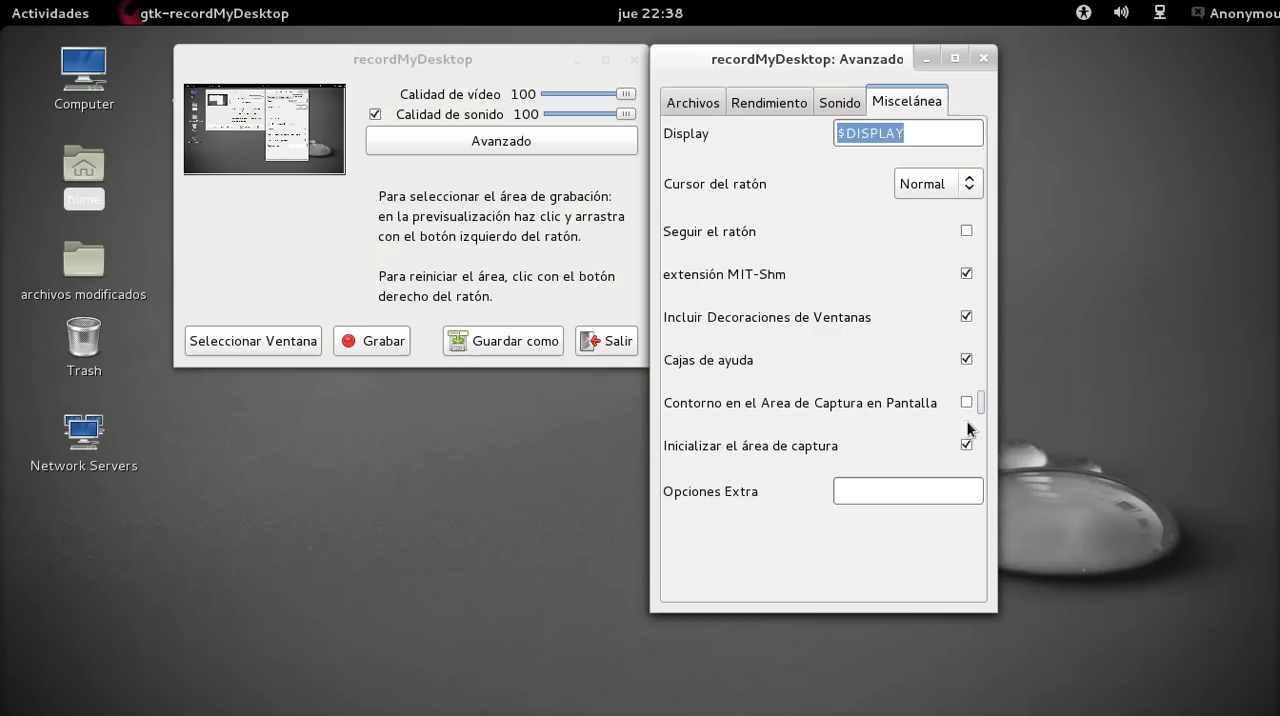 Actividades
gtk-recordMyDesktop
jue 22:38
Anonymou
Computer
home
archivos modificados
Trash
Network Servers
recordMyDesktop
Calidad de vídeo 100
Calidad de sonido 100
Avanzado
Para seleccionar el área de grabación:
en la previsualización haz clic y arrastra
con el botón izquierdo del ratón.
Para reiniciar el área, clic con el botón
derecho del ratón.
Seleccionar Ventana
Grabar
Guardar como
Salir
recordMyDesktop: Avanzado
Archivos
Rendimiento
Sonido
Miscelánea
Display
$DISPLAY
Cursor del ratón
Normal
Seguir el ratón
extensión MIT-Shm
Incluir Decoraciones de Ventanas
Cajas de ayuda
Contorno en el Area de Captura en Pantalla
Inicializar el área de captura
Opciones Extra